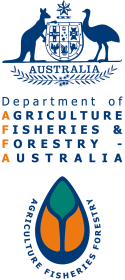 AUSTRALIA
Department of
AGRICULTURE
FISHERIES &
FORESTRY -
AUSTRALIA
AGRICULTURE FISHERIES FORESTRY